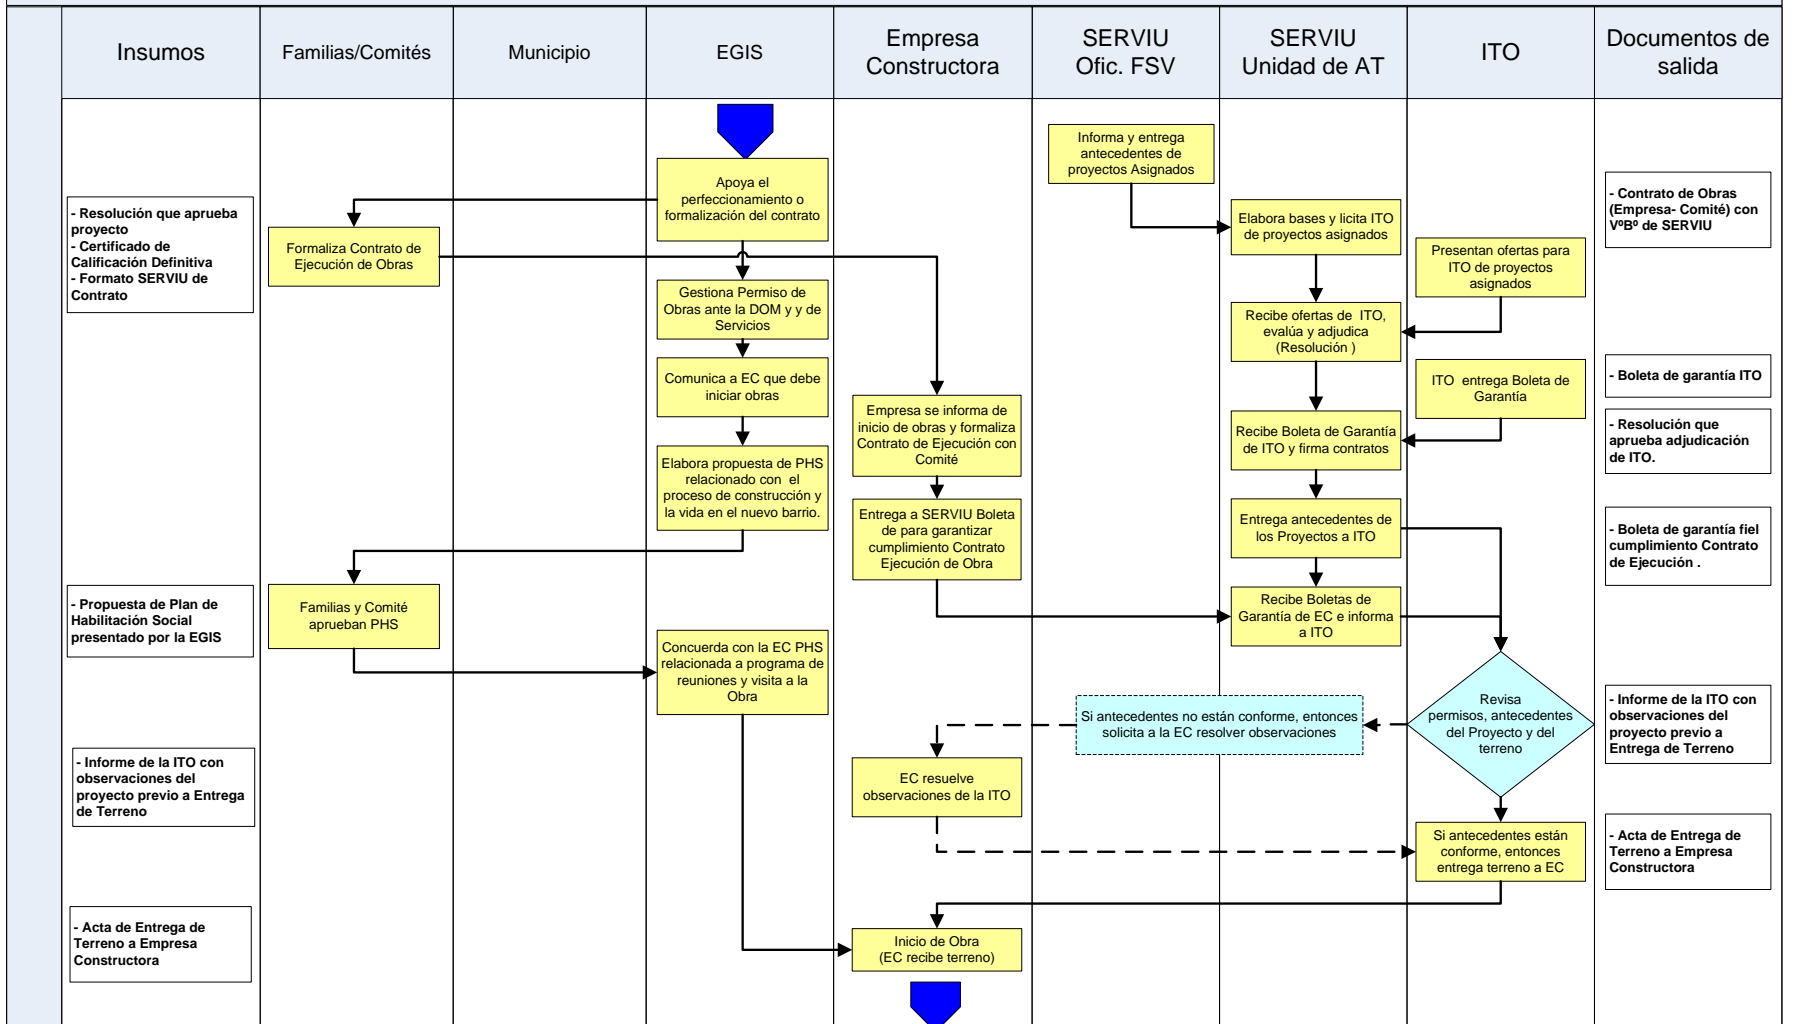 Insumos
Familias/Comités
Municipio
EGIS
Empresa
Constructora
SERVIU
Ofic. FSV
SERVIU
Unidad de AT
ITO
Documentos de
salida
- Resolución que aprueba
proyecto
- Certificado de
Calificación Definitiva
- Formato SERVIU de
Contrato
- Propuesta de Plan de
Habilitación Social
presentado por la EGIS
- Informe de la ITO con
observaciones del
proyecto previo a Entrega
de Terreno
- Acta de Entrega de
Terreno a Empresa
Constructora
Formaliza Contrato de
Ejecución de Obras
Familias y Comité
aprueban PHS
Apoya el
perfeccionamiento o
formalización del contrato
Gestiona Permiso de
Obras ante la DOM y y de
Servicios
Comunica a EC que debe
iniciar obras
Elabora propuesta de PHS
relacionado con el
proceso de construcción y
la vida en el nuevo barrio.
Concuerda con la EC PHS
relacionada a programa de
reuniones y visita a la
Obra
Empresa se informa de
inicio de obras y formaliza
Contrato de Ejecución con
Comité
Entrega a SERVIU Boleta
de para garantizar
cumplimiento Contrato
Ejecución de Obra
EC resuelve
observaciones de la ITO
Inicio de Obra
(EC recibe terreno)
Informa y entrega
antecedentes de
proyectos Asignados
Si antecedentes no están conforme, entonces
solicita a la EC resolver observaciones
Elabora bases y licita ITO
de proyectos asignados
Recibe ofertas de ITO,
evalúa y adjudica
(Resolución )
Recibe Boleta de Garantía
de ITO y firma contratos
Entrega antecedentes de
los Proyectos a ITO
Recibe Boletas de
Garantía de EC e informa
a ITO
Presentan ofertas para
ITO de proyectos
asignados
ITO entrega Boleta de
Garantía
Revisa
permisos, antecedentes
del Proyecto y del
terreno
Si antecedentes están
conforme, entonces
entrega terreno a EC
- Contrato de Obras
(Empresa- Comité) con
VºBº de SERVIU
- Boleta de garantía ITO
- Resolución que
aprueba adjudicación
de ITO.
- Boleta de garantía fiel
cumplimiento Contrato
de Ejecución .
- Informe de la ITO con
observaciones del
proyecto previo a
Entrega de Terreno
- Acta de Entrega de
Terreno a Empresa
Constructora